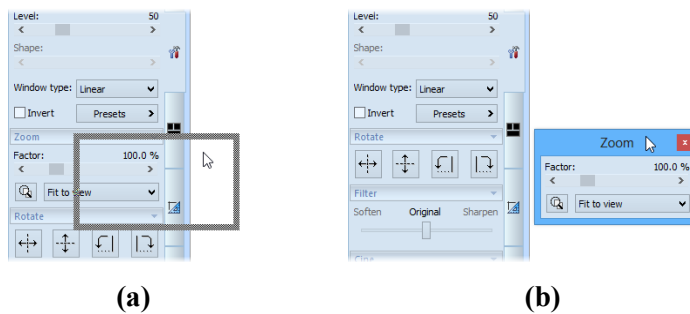 Level: 50
Shape:
Window type: Linear
Invert Presets
Zoom
Factor: 100.0 %
Fit to view
Rotate
(a)
Level: 50
Shape:
Window type: Linear
Invert Presets
Rotate
Filter
Soften Original Sharpen
Cine
Zoom x
Factor: 100.0 %
Fit to view
(b)